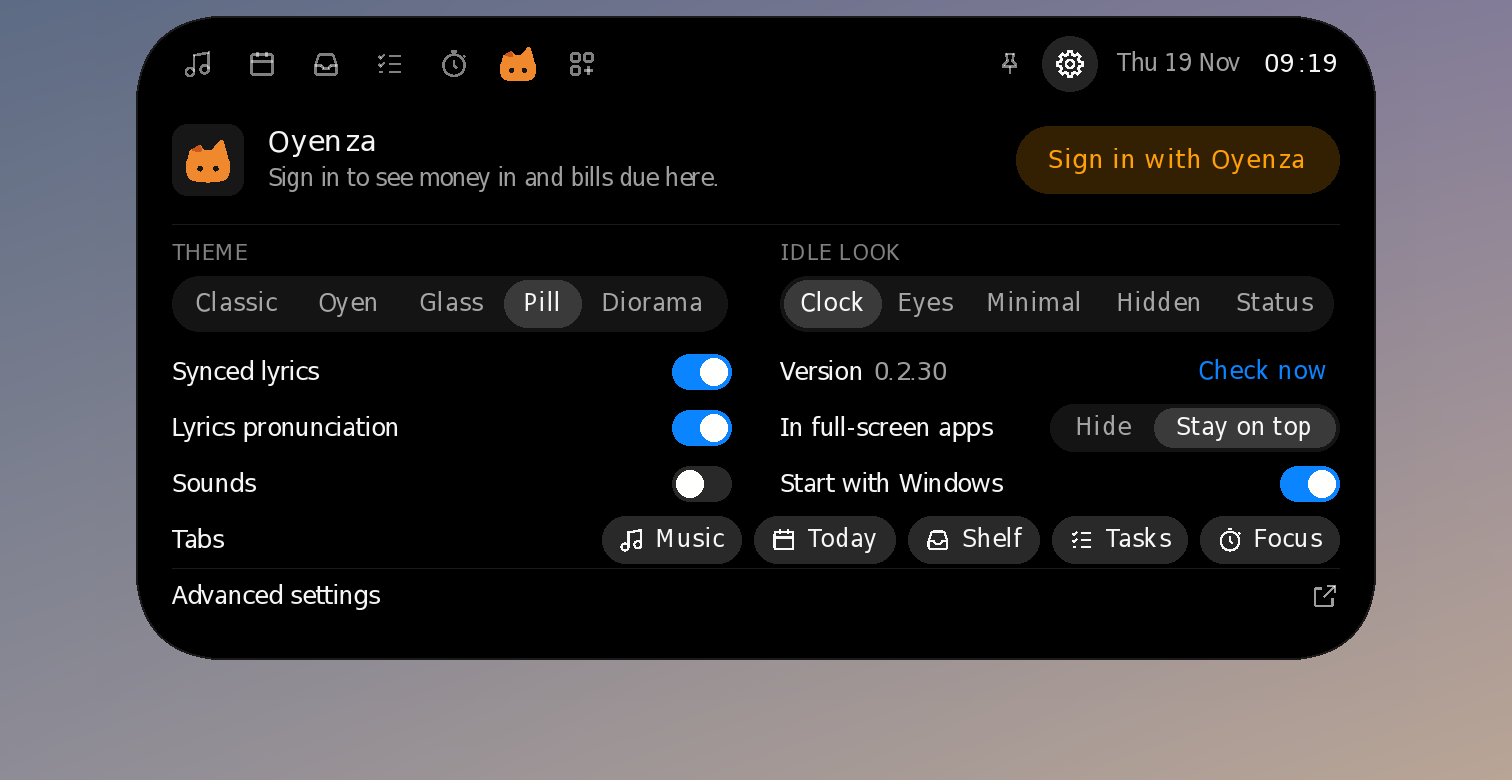 Thu 19 Nov 09:19
Oyenza
Sign in to see money in and bills due here.
Sign in with Oyenza
THEME
Classic Oyen Glass Pill Diorama
IDLE LOOK
Clock Eyes Minimal Hidden Status
Synced lyrics
Version 0.2.30 Check now
Lyrics pronunciation
In full-screen apps Hide Stay on top
Sounds
Start with Windows
Tabs Music Today Shelf Tasks Focus
Advanced settings